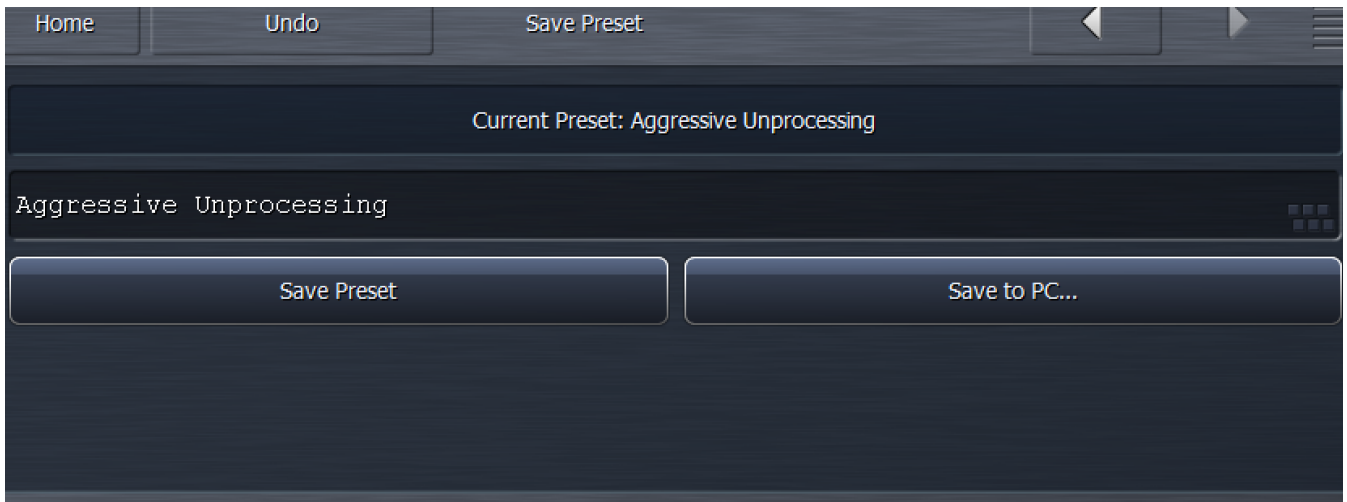 Home Undo Save Preset
Current Preset: Aggressive Unprocessing
Aggressive Unprocessing
Save Preset Save to PC...